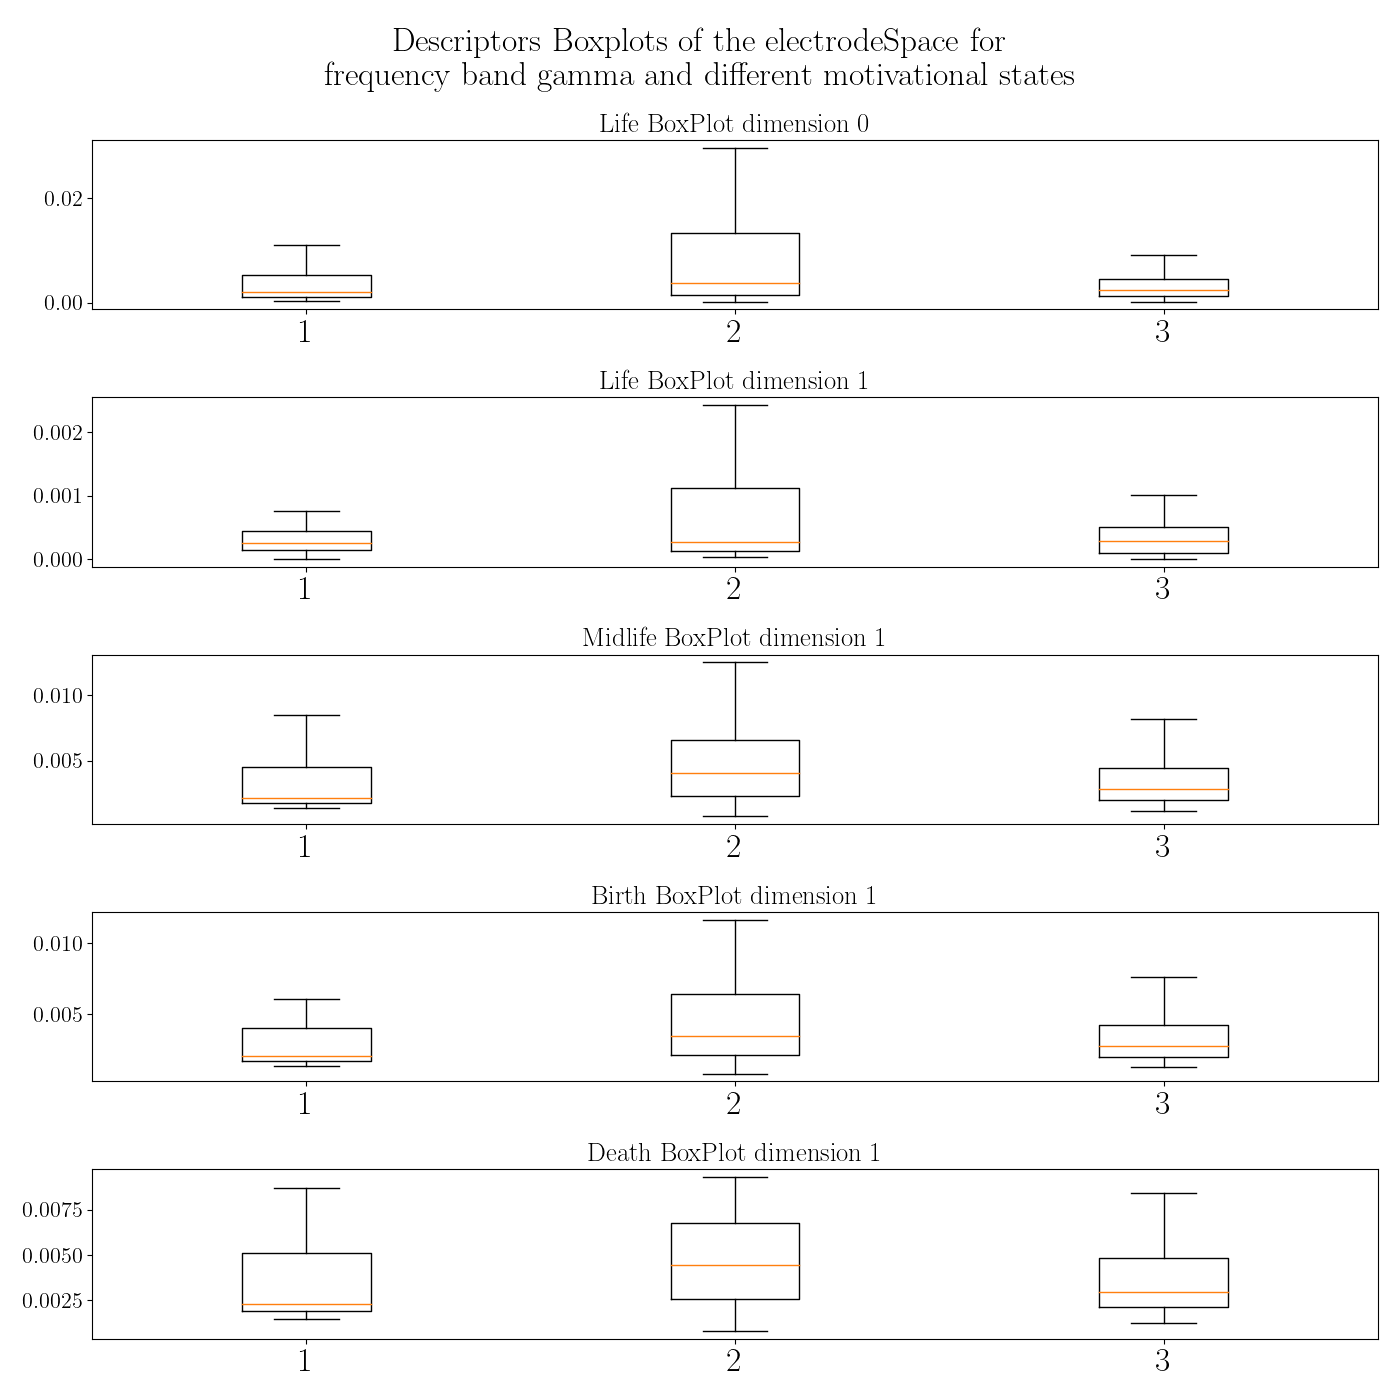 Descriptors Boxplots of the electrodeSpace for
frequency band gamma and different motivational states
Life BoxPlot dimension 0
0.02
0.00
1 2 3
Life BoxPlot dimension 1
0.002
0.001
0.000
1 2 3
Midlife BoxPlot dimension 1
0.010
0.005
1 2 3
Birth BoxPlot dimension 1
0.010
0.005
1 2 3
Death BoxPlot dimension 1
0.0075
0.0050
0.0025
1 2 3